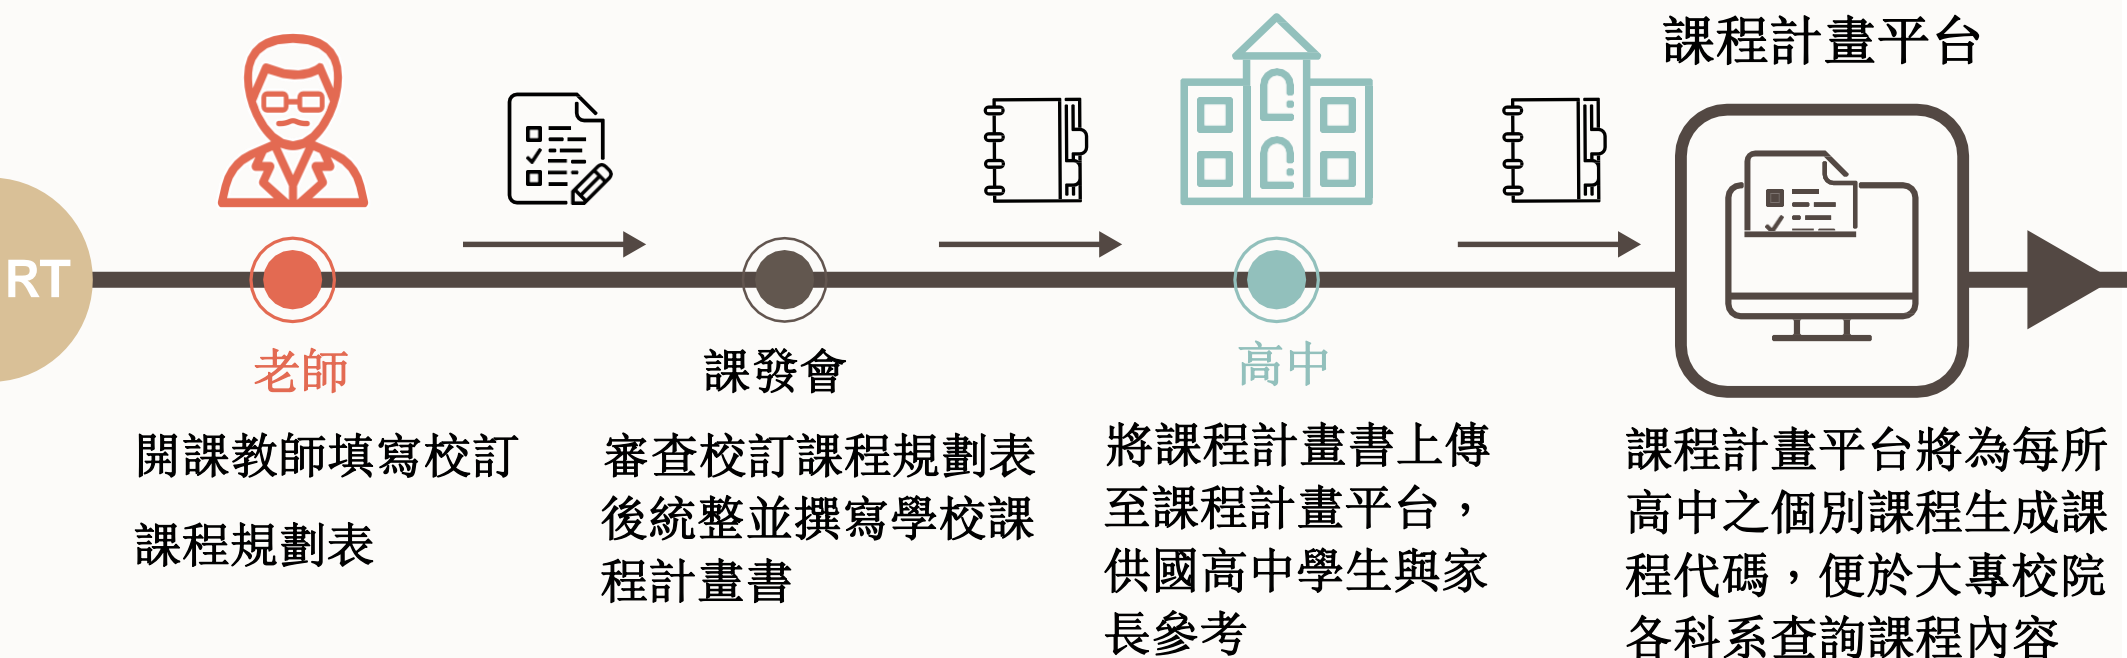 課程計畫平台
RT
老師
開課教師填寫校訂
課程規劃表
課發會
審查校訂課程規劃表
後統整並撰寫學校課
程計畫書
高中
將課程計畫書上傳
至課程計畫平台，
供國高中學生與家
長參考
課程計畫平台將為每所
高中之個別課程生成課
程代碼，便於大專校院
各科系查詢課程內容